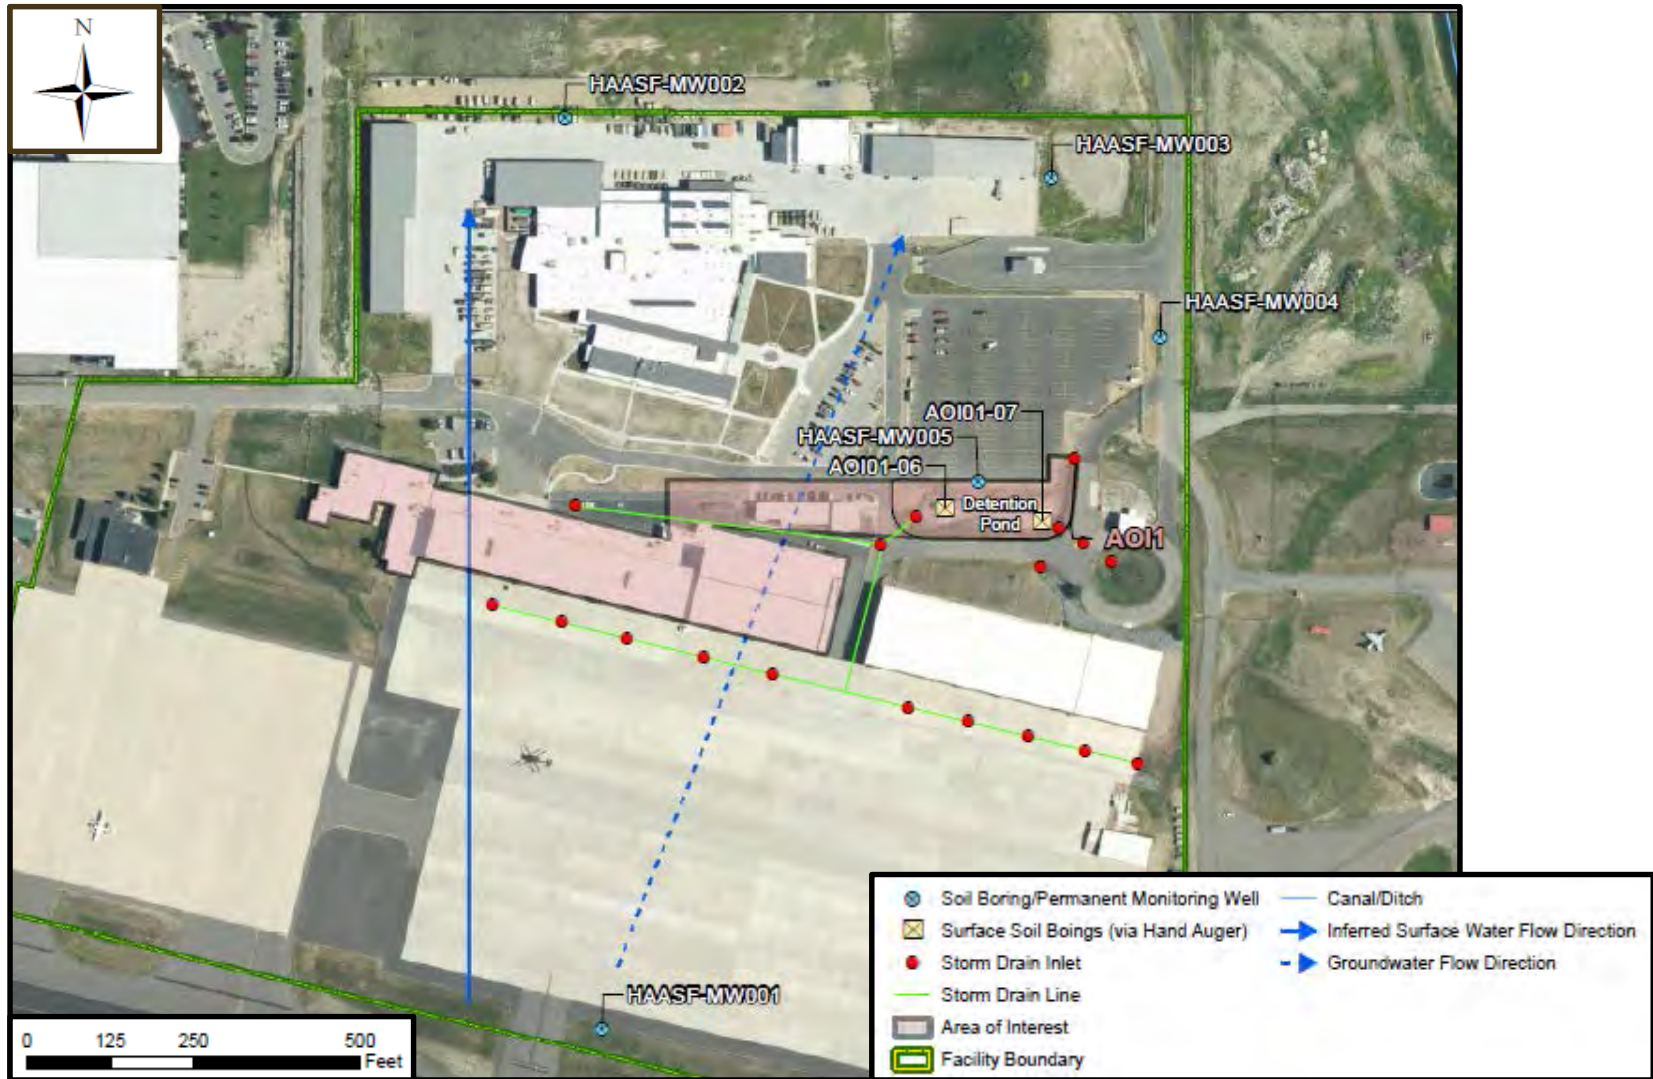 N
HAASF-MW002
HAASF-MW003
HAASF-MW004
AOI01-07
HAASF-MW005
AOI01-06
Detention
Pond
AOI1
HAASF-MW001
0 125 250 500
Feet
Soil Boring/Permanent Monitoring Well
Surface Soil Boings (via Hand Auger)
Storm Drain Inlet
Storm Drain Line
Area of Interest
Facility Boundary
Canal/Ditch
Inferred Surface Water Flow Direction
Groundwater Flow Direction